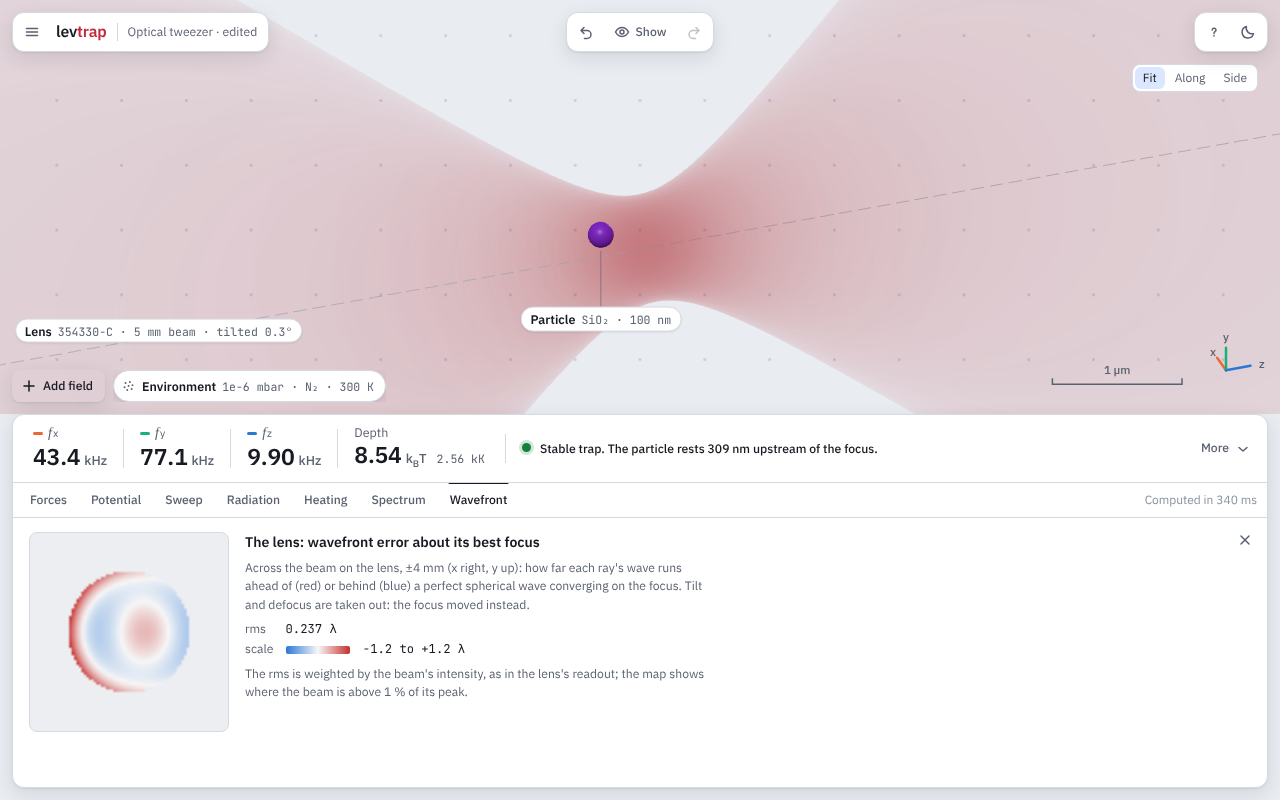 levtrap Optical tweezer · edited
Show
?
Fit Along Side
Lens 354330-C · 5 mm beam · tilted 0.3°
Particle SiO₂ · 100 nm
Add field
Environment 1e-6 mbar · N₂ · 300 K
1 µm
y
x
z
fx
43.4 kHz
fy
77.1 kHz
fz
9.90 kHz
Depth
8.54 kBT 2.56 kK
Stable trap. The particle rests 309 nm upstream of the focus.
More
Forces Potential Sweep Radiation Heating Spectrum Wavefront
Computed in 340 ms
The lens: wavefront error about its best focus
Across the beam on the lens, ±4 mm (x right, y up): how far each ray's wave runs
ahead of (red) or behind (blue) a perfect spherical wave converging on the focus. Tilt
and defocus are taken out: the focus moved instead.
rms 0.237 λ
scale -1.2 to +1.2 λ
The rms is weighted by the beam's intensity, as in the lens's readout; the map shows
where the beam is above 1 % of its peak.